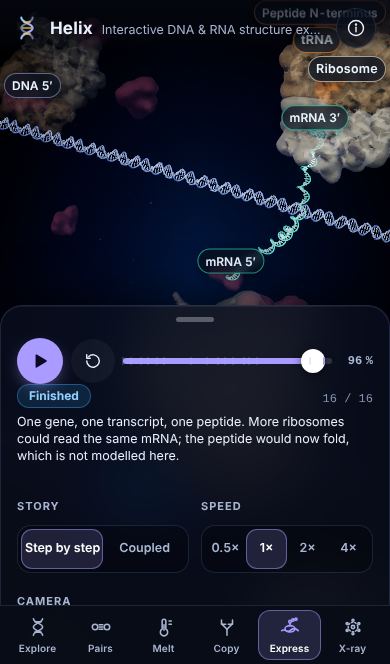 Peptide N-terminus
Helix Interactive DNA & RNA structure ex...
tRNA
Ribosome
DNA 5′
mRNA 3′
mRNA 5′
96 %
Finished
16 / 16
One gene, one transcript, one peptide. More ribosomes
could read the same mRNA; the peptide would now fold,
which is not modelled here.
STORY
SPEED
Step by step Coupled
0.5× 1× 2× 4×
CAMERA
Explore Pairs Melt Copy Express X-ray